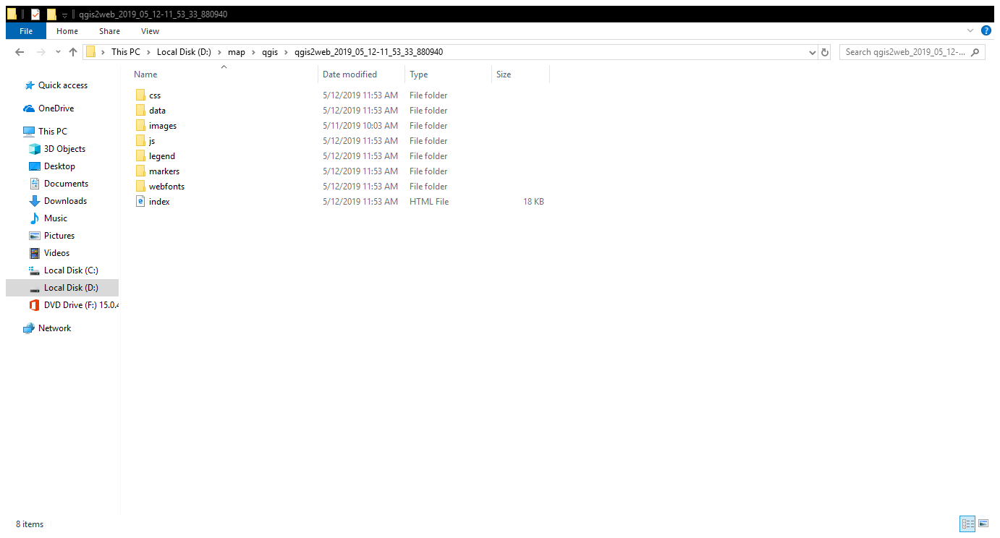 qgis2web_2019_05_12-11_53_33_880940
File Home Share View
This PC Local Disk (D:) map qgis qgis2web_2019_05_12-11_53_33_880940 Search qgis2web_2019_05_12-...
Name Date modified Type Size
Quick access
OneDrive
This PC
3D Objects
Desktop
Documents
Downloads
Music
Pictures
Videos
Local Disk (C:)
Local Disk (D:)
DVD Drive (F:) 15.0.4
Network
css 5/12/2019 11:53 AM File folder
data 5/12/2019 11:53 AM File folder
images 5/11/2019 10:03 AM File folder
js 5/12/2019 11:53 AM File folder
legend 5/12/2019 11:53 AM File folder
markers 5/12/2019 11:53 AM File folder
webfonts 5/12/2019 11:53 AM File folder
index 5/12/2019 11:53 AM HTML File 18 KB
8 items